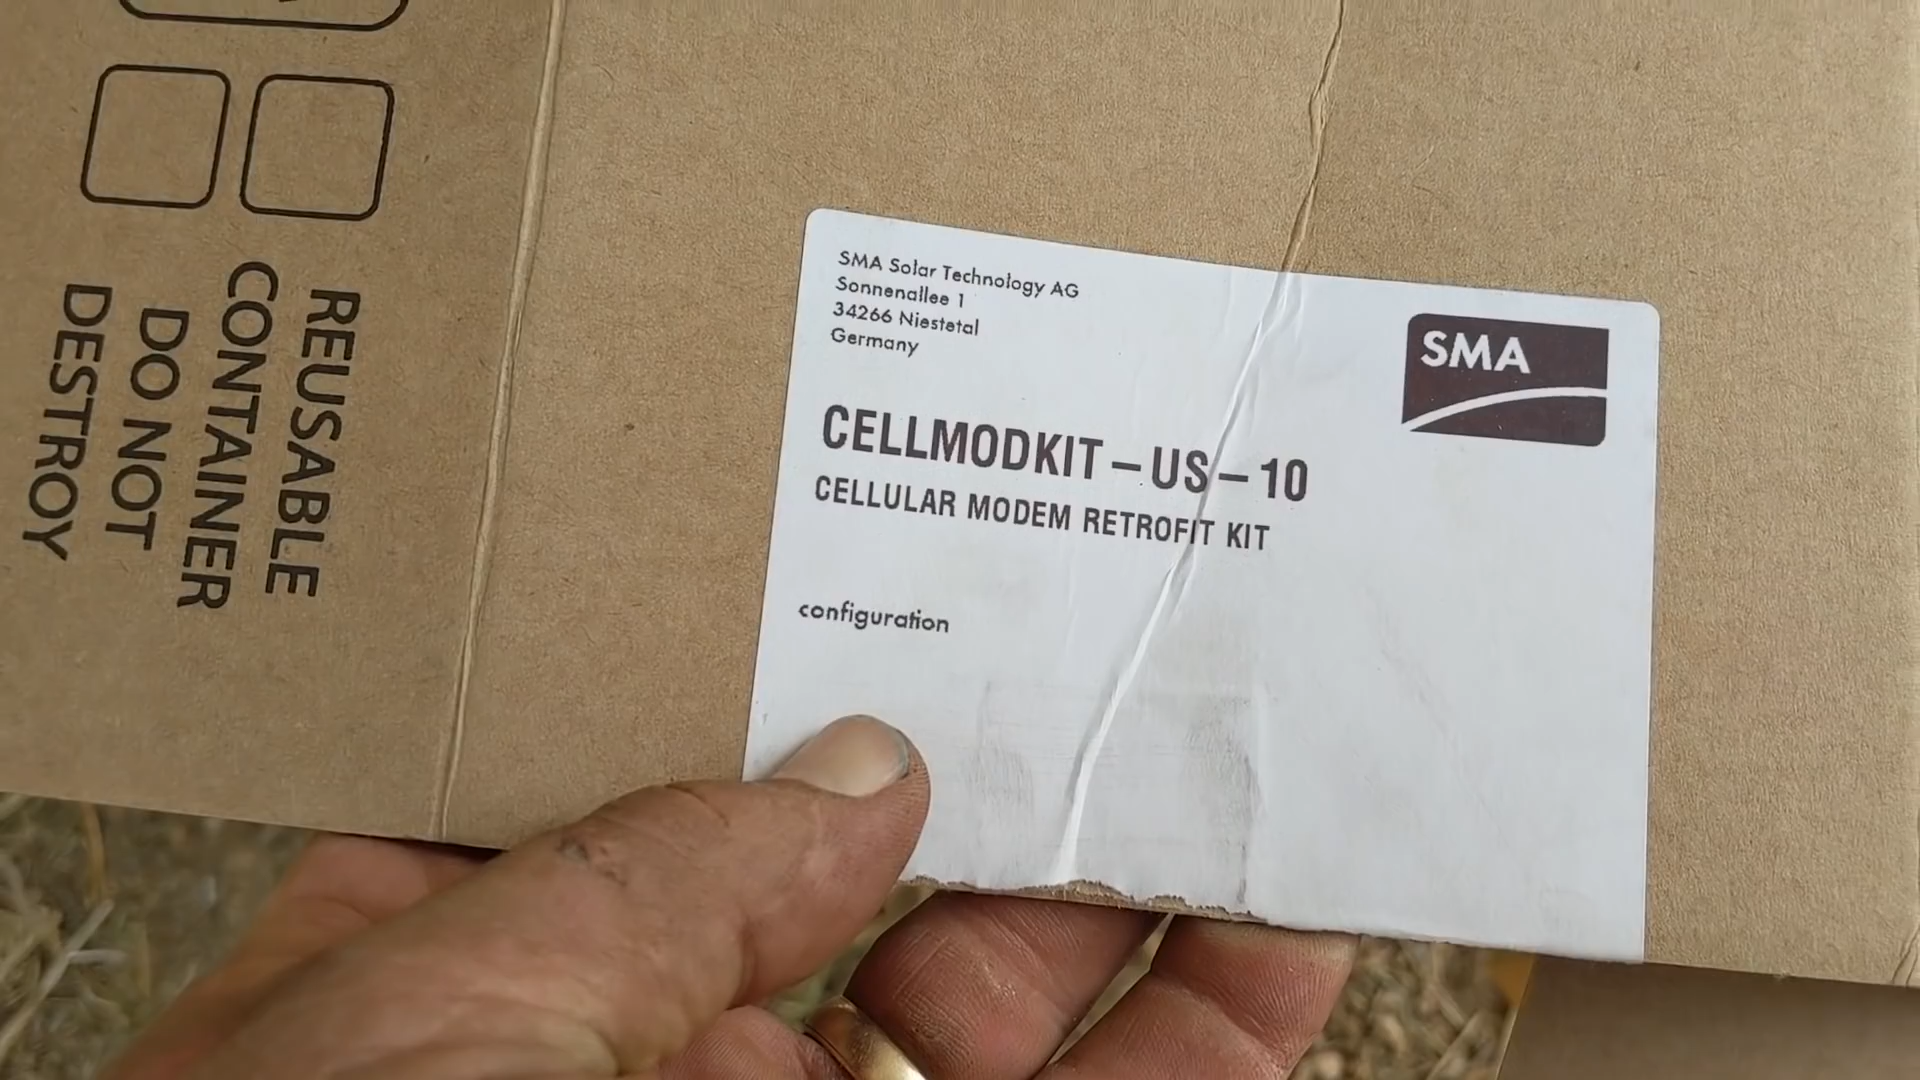 REUSABLE
CONTAINER
DO NOT
DESTROY
SMA Solar Technology AG
Sonnenallee 1
34266 Niestetal
Germany
SMA
CELLMODKIT – US – 10
CELLULAR MODEM RETROFIT KIT
configuration